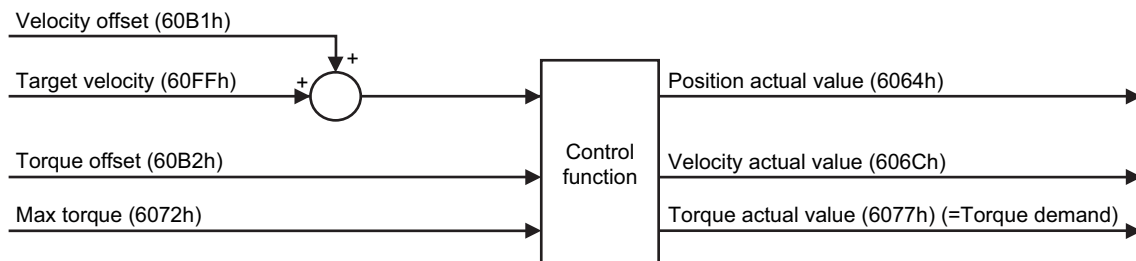 Velocity offset (60B1h)
+
+
Target velocity (60FFh)
Position actual value (6064h)
Torque offset (60B2h)
Control
function
Velocity actual value (606Ch)
Max torque (6072h)
Torque actual value (6077h) (=Torque demand)